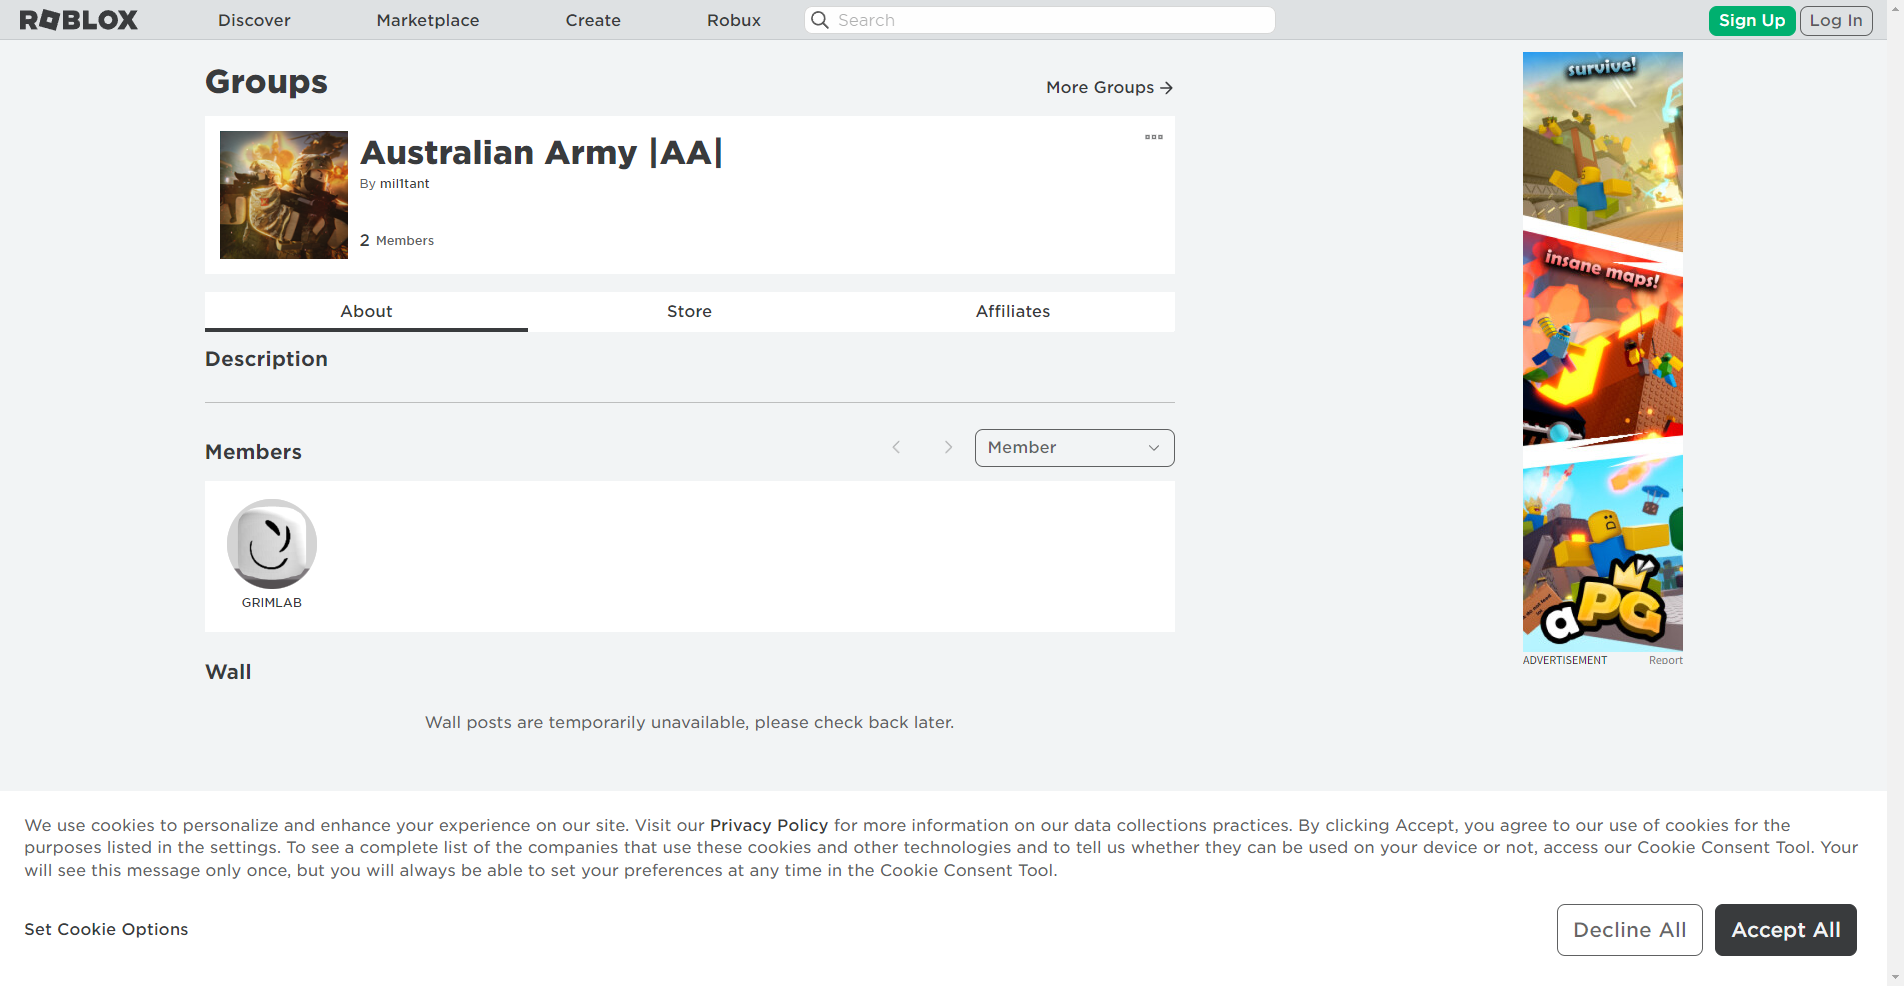 ROBLOX
Discover
Marketplace
Create
Robux
Search
Sign Up
Log In
Groups
More Groups
Australian Army |AA|
By mil1tant
2 Members
About
Store
Affiliates
Description
Members
Member
GRIMLAB
Wall
Wall posts are temporarily unavailable, please check back later.
survive!
insane maps!
aPG
ADVERTISEMENT
Report
We use cookies to personalize and enhance your experience on our site. Visit our Privacy Policy for more information on our data collections practices. By clicking Accept, you agree to our use of cookies for the
purposes listed in the settings. To see a complete list of the companies that use these cookies and other technologies and to tell us whether they can be used on your device or not, access our Cookie Consent Tool. Your
will see this message only once, but you will always be able to set your preferences at any time in the Cookie Consent Tool.
Set Cookie Options
Decline All
Accept All